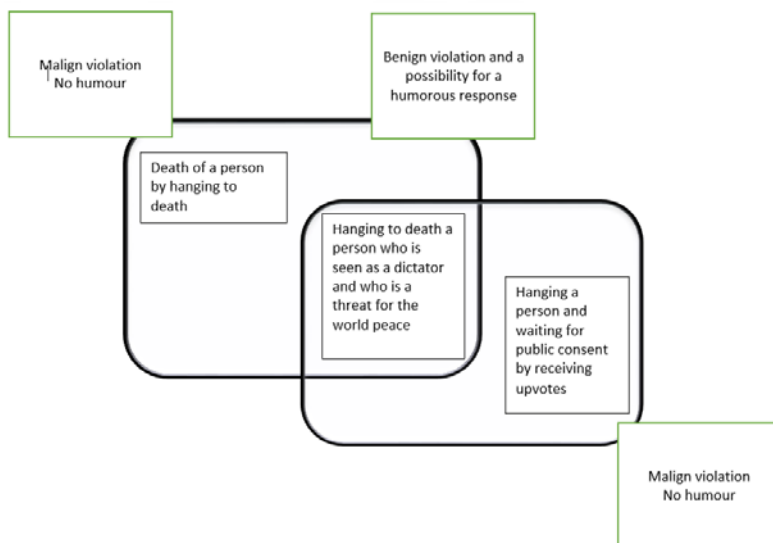 Malign violation
No humour
Benign violation and a
possibility for a
humorous response
Death of a person
by hanging to
death
Hanging to death a
person who is
seen as a dictator
and who is a
threat for the
world peace
Hanging a
person and
waiting for
public consent
by receiving
upvotes
Malign violation
No humour